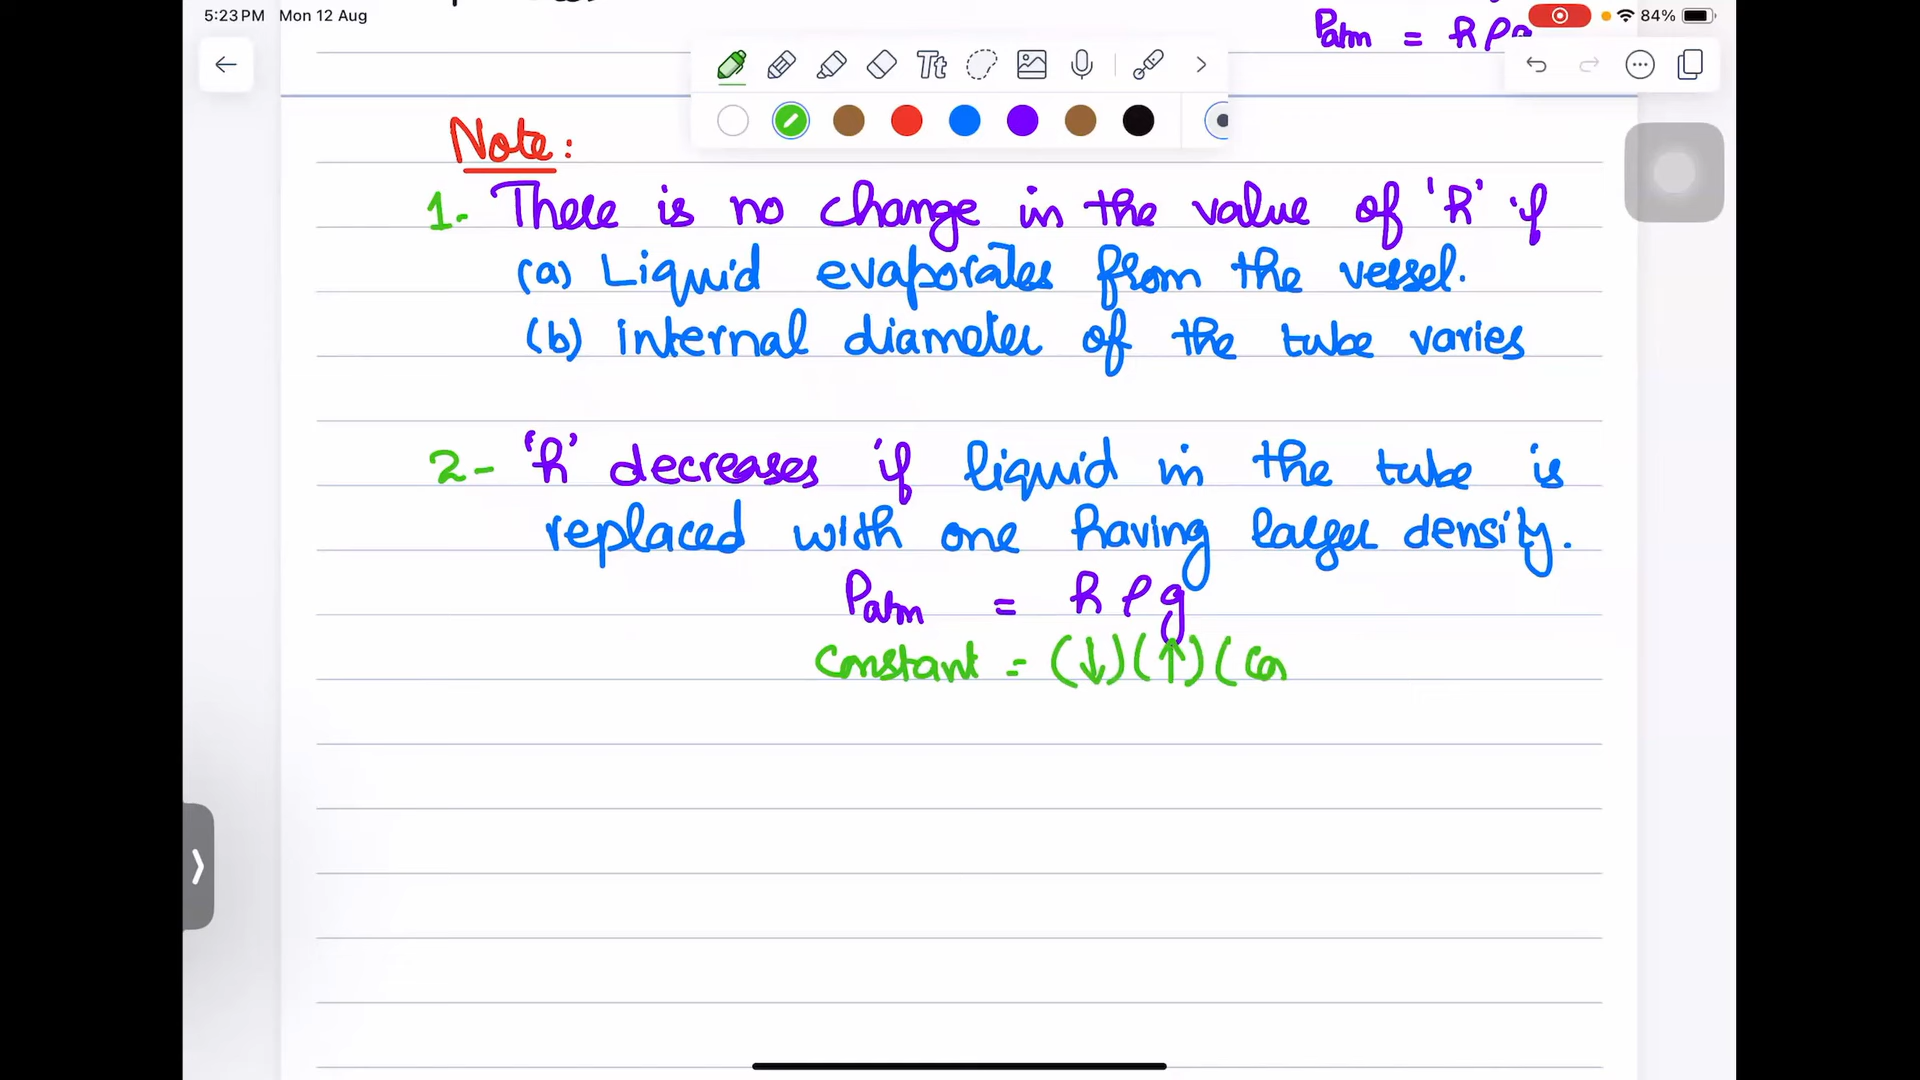 5:23 PM Mon 12 Aug
84%
Patm = h ρ g
Tt
Note:
1- There is no change in the value of 'h' if
(a) Liquid evaporates from the vessel.
(b) internal diameter of the tube varies
2- 'h' decreases if liquid in the tube is
replaced with one having larger density.
Patm = h ρ g
Constant = (↓)(↑)(con